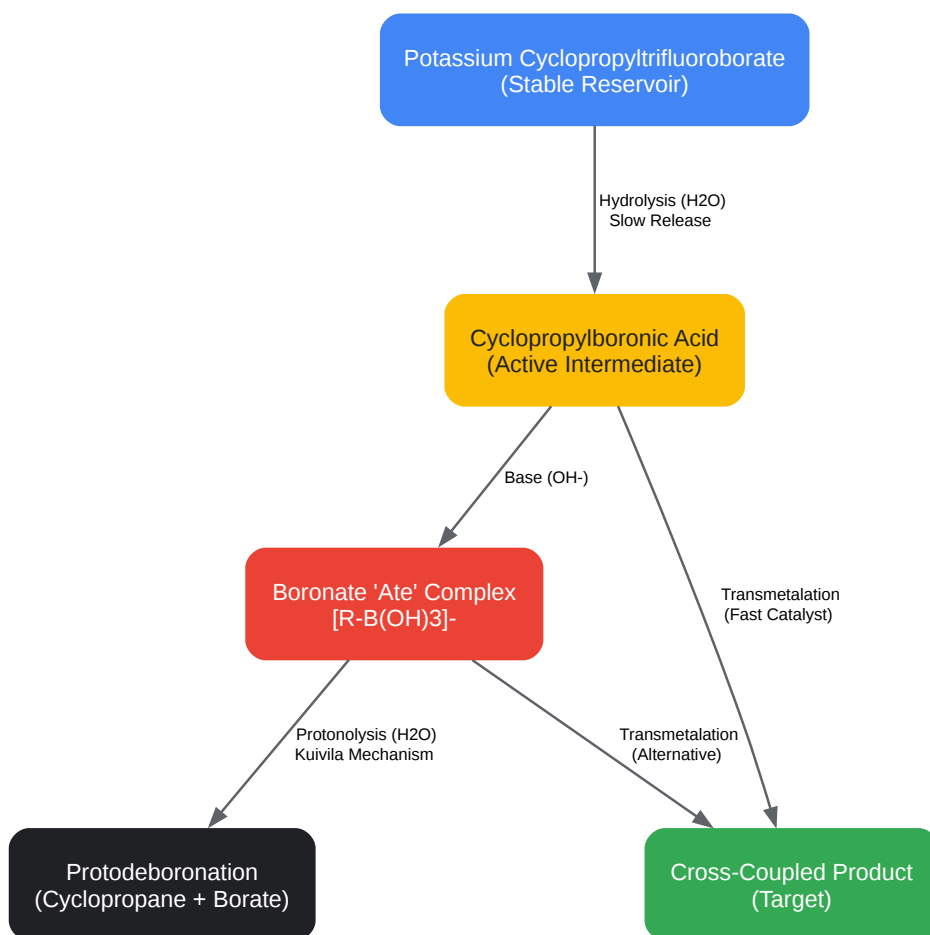 Potassium Cyclopropyltrifluoroborate
(Stable Reservoir)
Hydrolysis (H2O)
Slow Release
Cyclopropylboronic Acid
(Active Intermediate)
Base (OH-)
Boronate 'Ate' Complex
[R-B(OH)3]-
Transmetalation
(Fast Catalyst)
Protonolysis (H2O)
Kuivila Mechanism
Transmetalation
(Alternative)
Protodeboronation
(Cyclopropane + Borate)
Cross-Coupled Product
(Target)